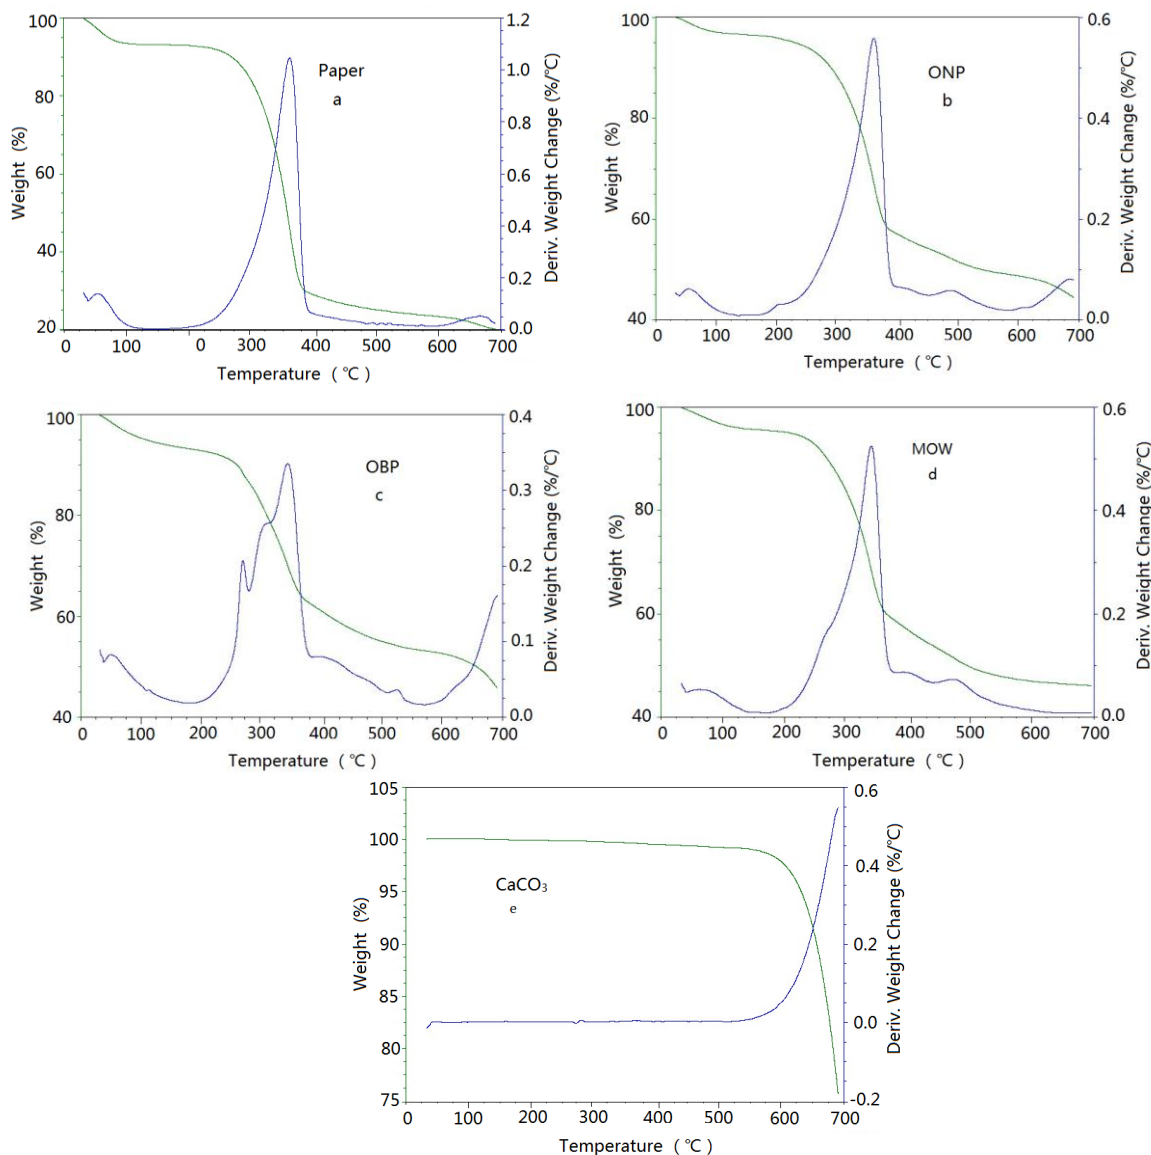 Paper
a
100
80
60
40
20
Weight (%)
1.2
1.0
0.8
0.6
0.4
0.2
0.0
Deriv. Weight Change (%/℃)
0 100 0 400 0 600 700
Temperature (℃)
ONP
b
100
80
60
40
Weight (%)
0.6
0.4
0.2
0.0
Deriv. Weight Change (%/℃)
0 100 200 300 400 500 600 700
Temperature (℃)
OBP
c
100
80
60
40
Weight (%)
0.4
0.3
0.2
0.1
0.0
Deriv. Weight Change (%/℃)
0 100 200 300 400 500 600 700
Temperature (℃)
MOW
d
100
80
60
40
Weight (%)
0.6
0.4
0.2
0.0
Deriv. Weight Change (%/℃)
0 100 200 300 400 500 600 700
Temperature (℃)
CaCO₃
e
105
100
95
90
85
80
75
Weight (%)
0.6
0.4
0.2
0.0
-0.2
Deriv. Weight Change (%/℃)
0 100 200 300 400 500 600 700
Temperature (℃)